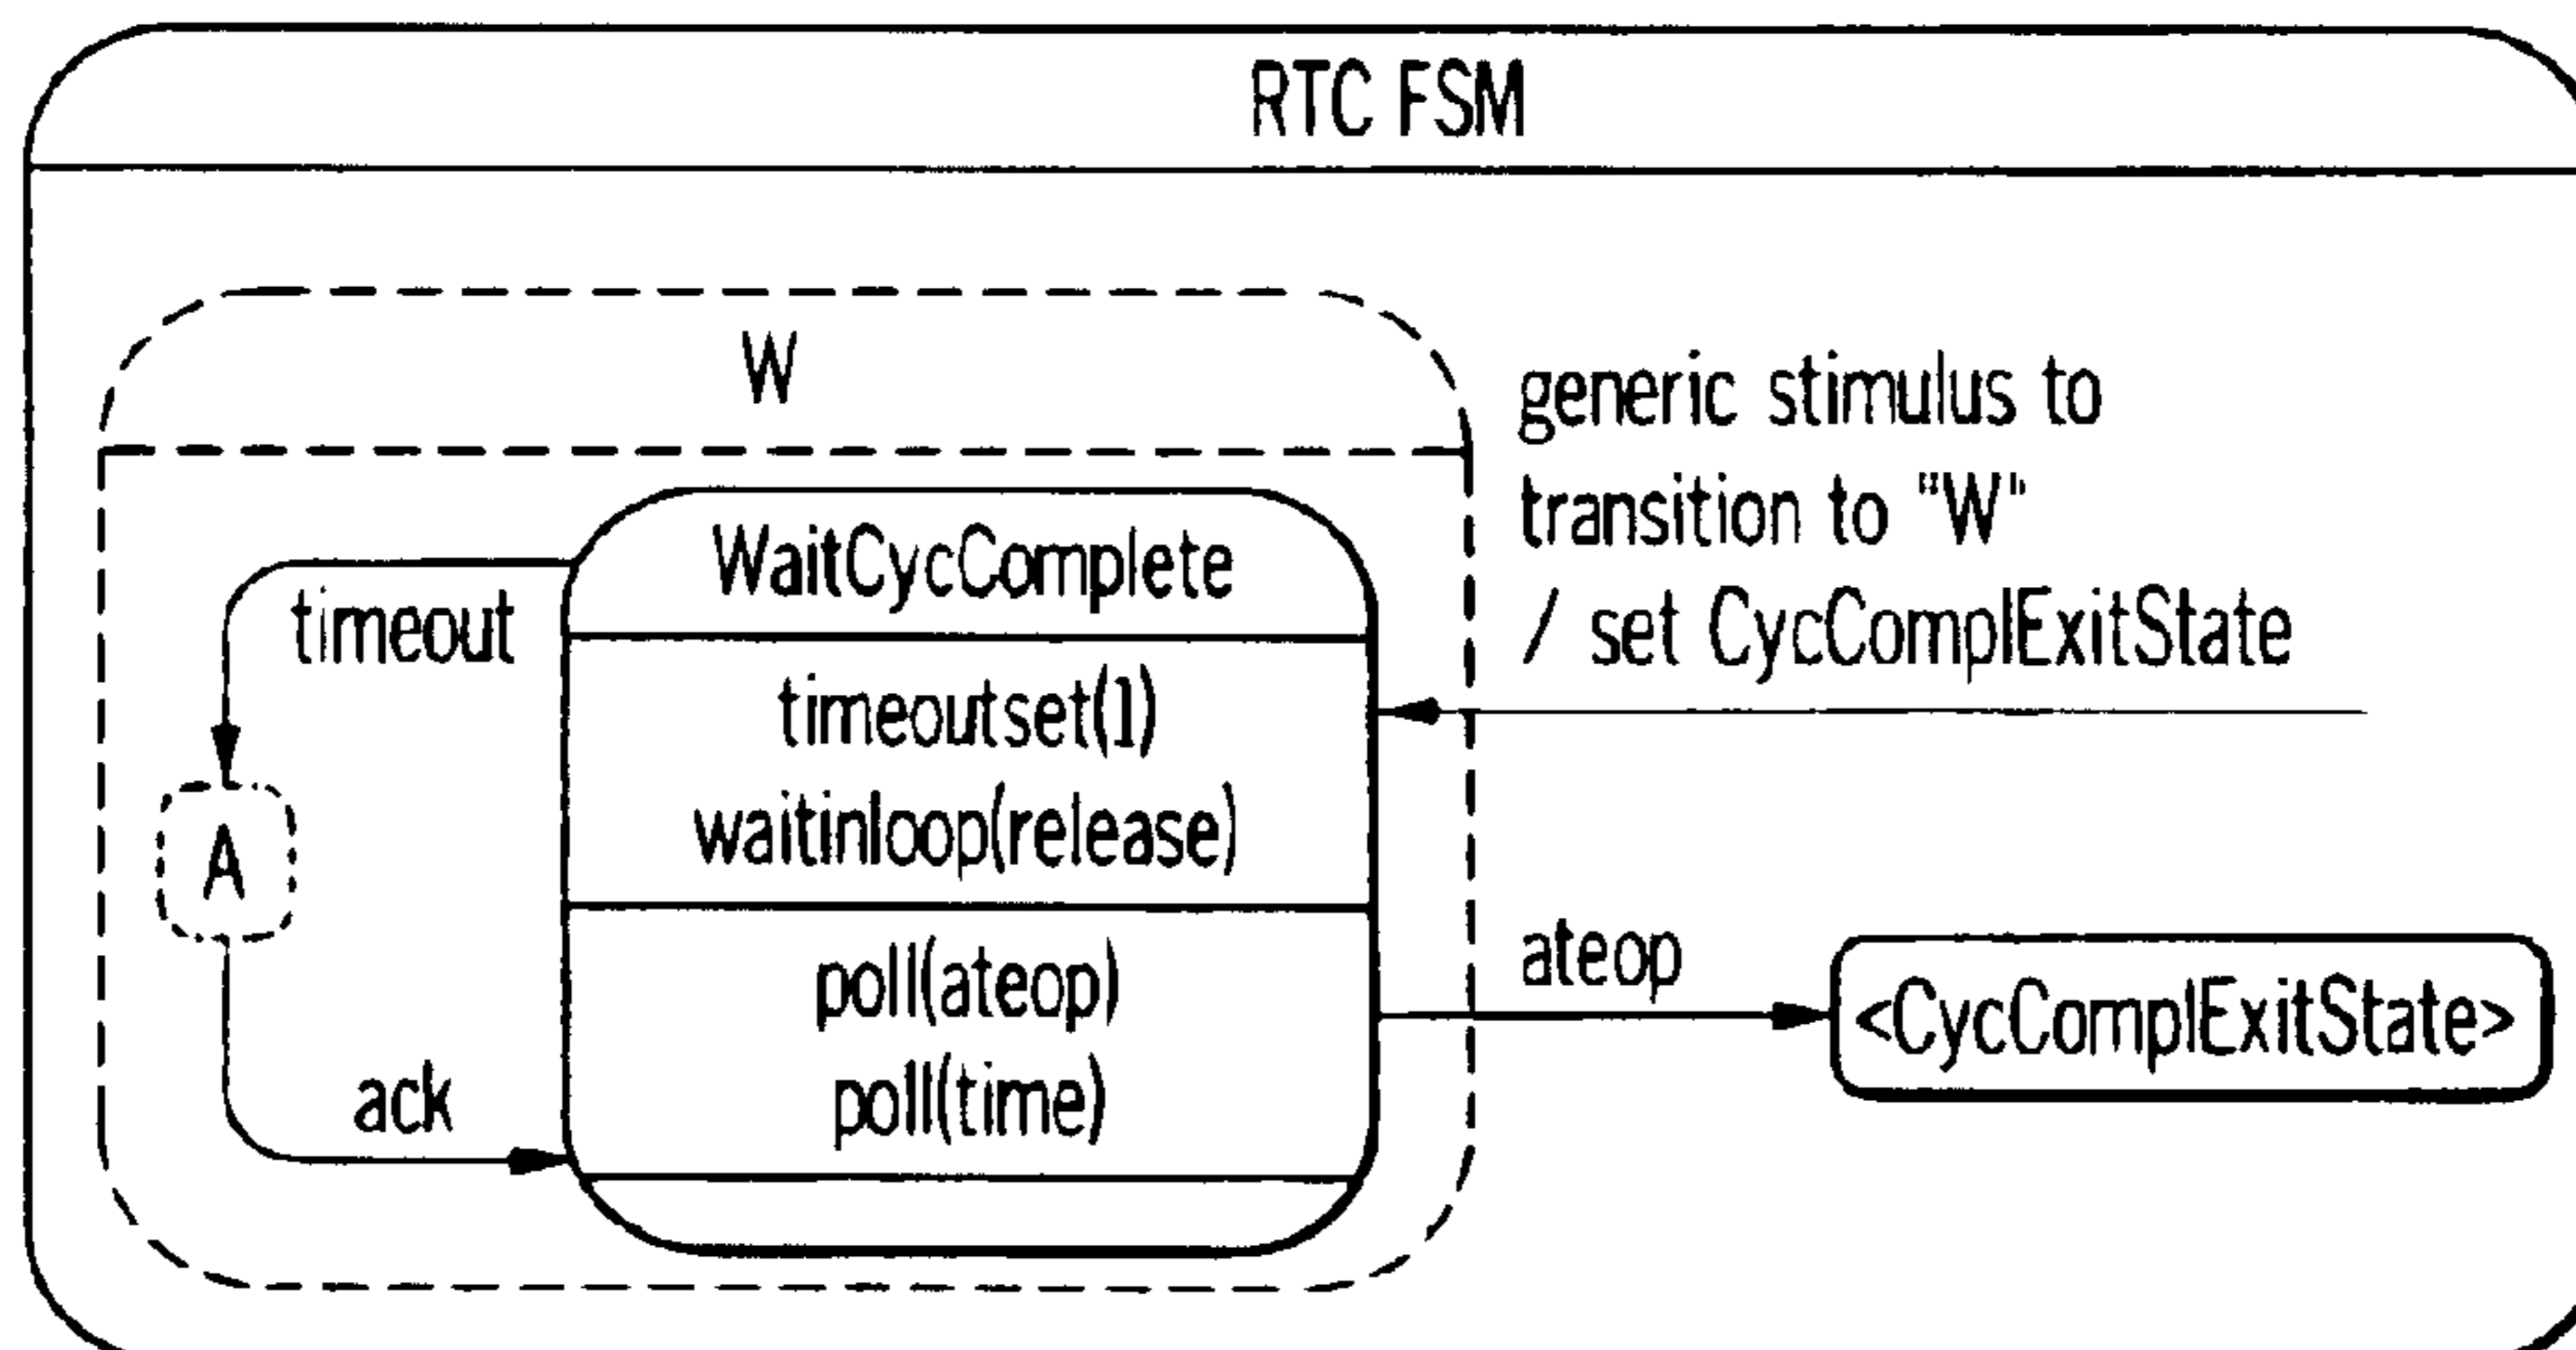 RTC FSM
W
generic stimulus to
transition to "W"
/ set CycComplExitState
WaitCycComplete
timeout
timeoutset(1)
waitinloop(release)
A
ateop
<CycComplExitState>
poll(ateop)
poll(time)
ack